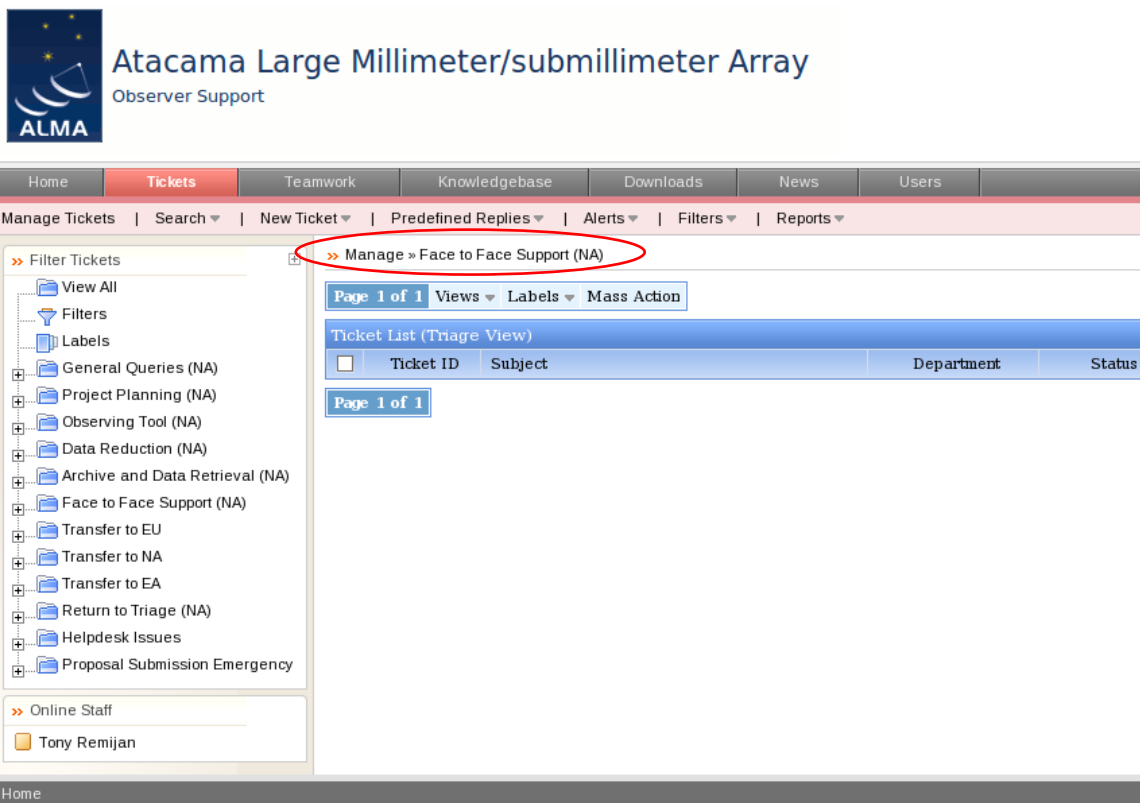 ALMA
Atacama Large Millimeter/submillimeter Array
Observer Support
Home Tickets Teamwork Knowledgebase Downloads News Users
Manage Tickets | Search | New Ticket | Predefined Replies | Alerts | Filters | Reports
» Filter Tickets
View All
Filters
Labels
General Queries (NA)
Project Planning (NA)
Observing Tool (NA)
Data Reduction (NA)
Archive and Data Retrieval (NA)
Face to Face Support (NA)
Transfer to EU
Transfer to NA
Transfer to EA
Return to Triage (NA)
Helpdesk Issues
Proposal Submission Emergency
» Online Staff
Tony Remijan
» Manage » Face to Face Support (NA)
Page 1 of 1 Views Labels Mass Action
Ticket List (Triage View)
Ticket ID Subject Department Status
Page 1 of 1
Home